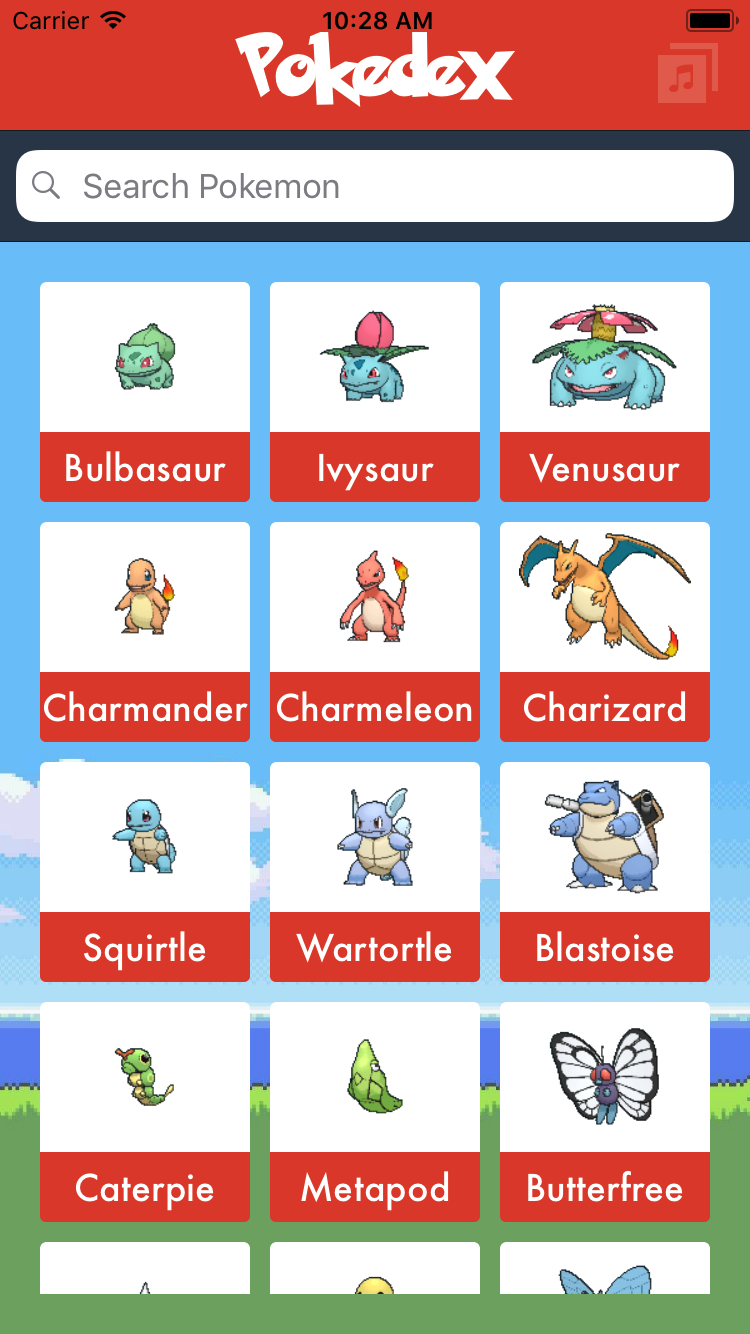 Carrier 10:28 AM
Pokedex
Search Pokemon
Bulbasaur Ivysaur Venusaur
Charmander Charmeleon Charizard
Squirtle Wartortle Blastoise
Caterpie Metapod Butterfree